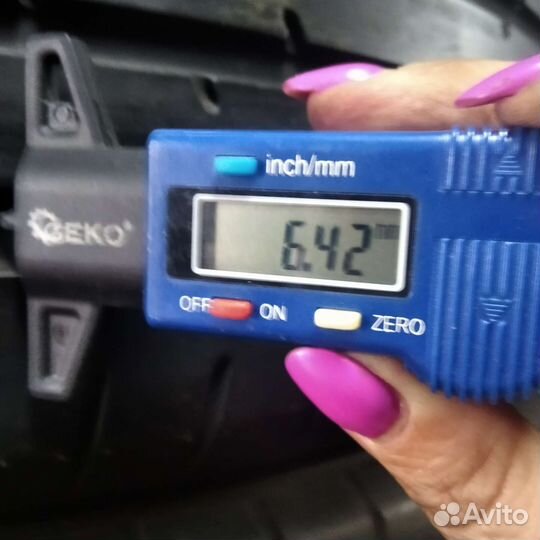 inch/mm
GEKO®
6.42 mm
OFF ON
ZERO
Avito